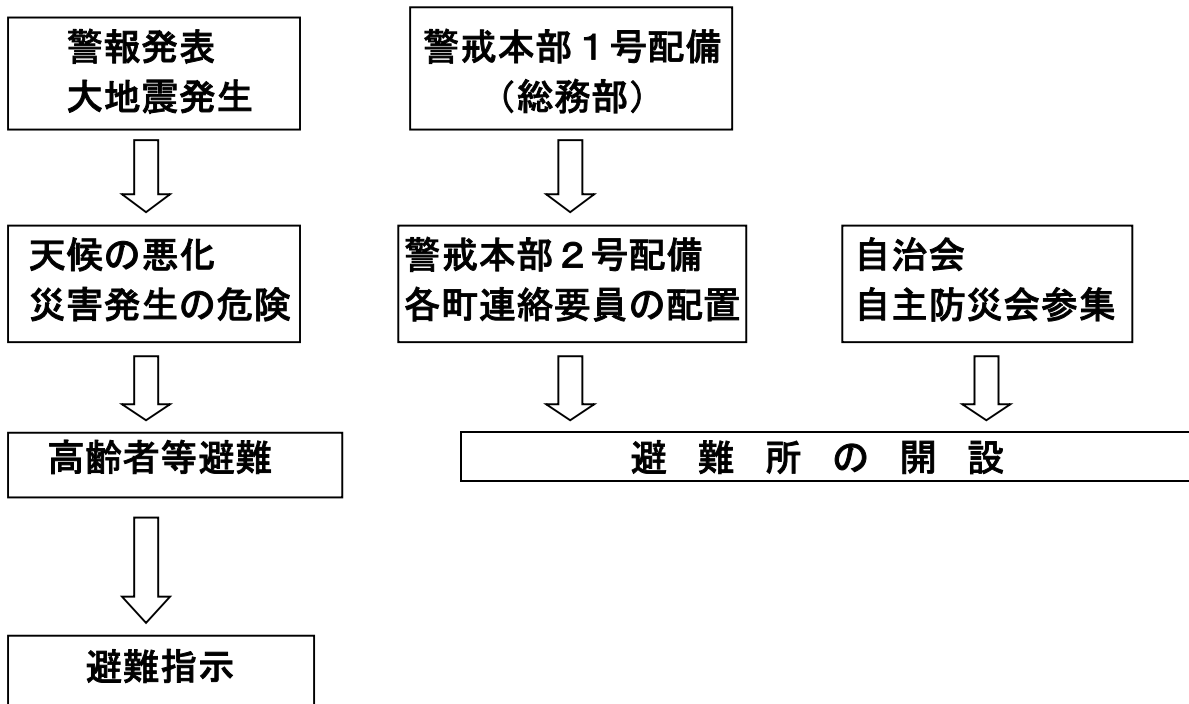 警報発表
大地震発生
警戒本部１号配備
（総務部）
天候の悪化
災害発生の危険
警戒本部２号配備
各町連絡要員の配置
自治会
自主防災会参集
高齢者等避難
避難所の開設
避難指示